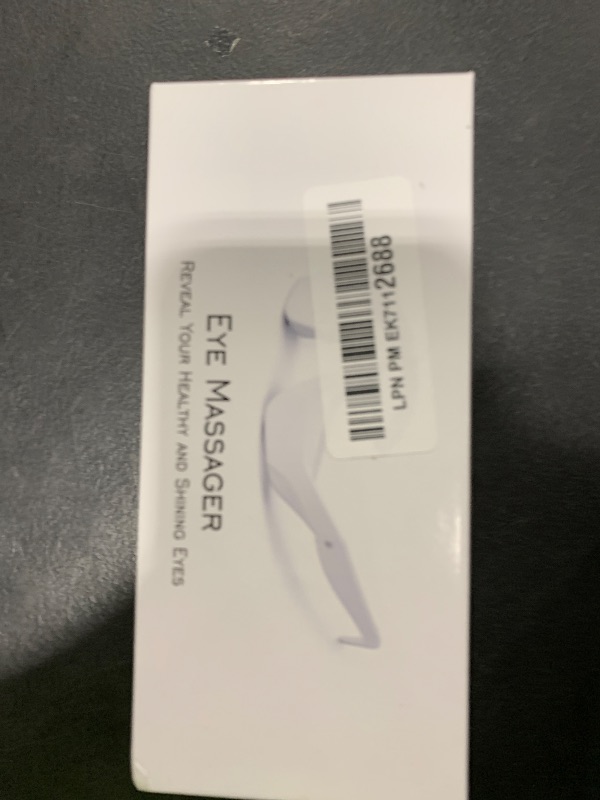 LPN PM EK7112688
EYE MASSAGER
REVEAL YOUR HEALTHY AND SHINING EYES